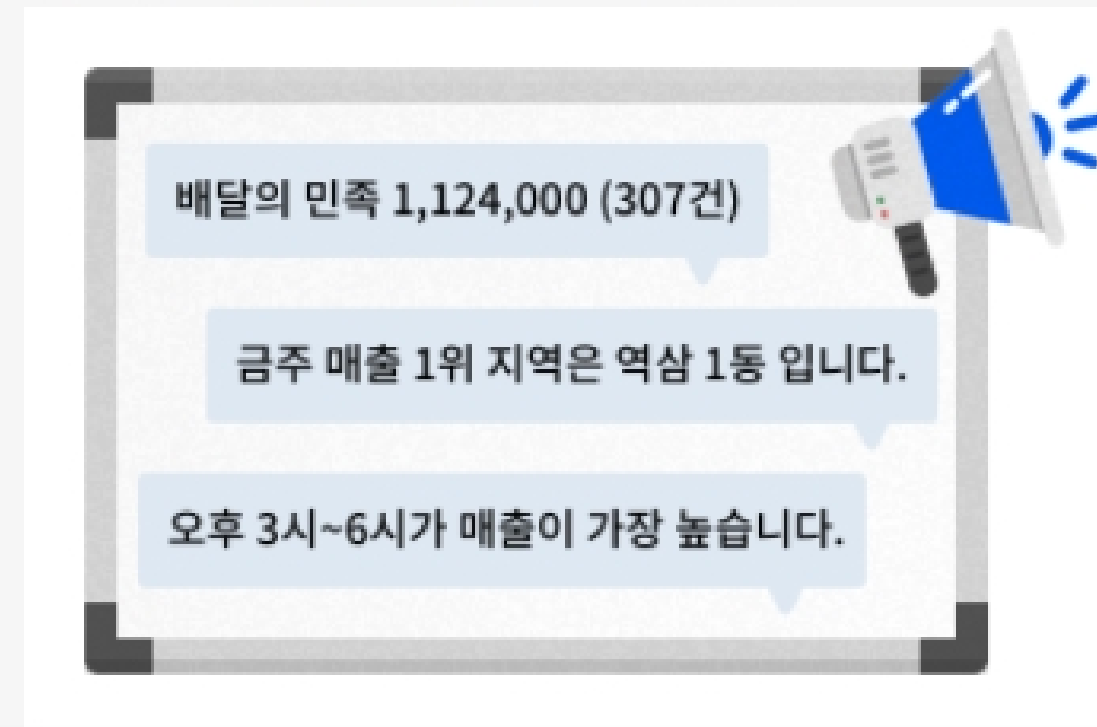 배달의 민족 1,124,000 (307건)
금주 매출 1위 지역은 역삼 1동 입니다.
오후 3시~6시가 매출이 가장 높습니다.